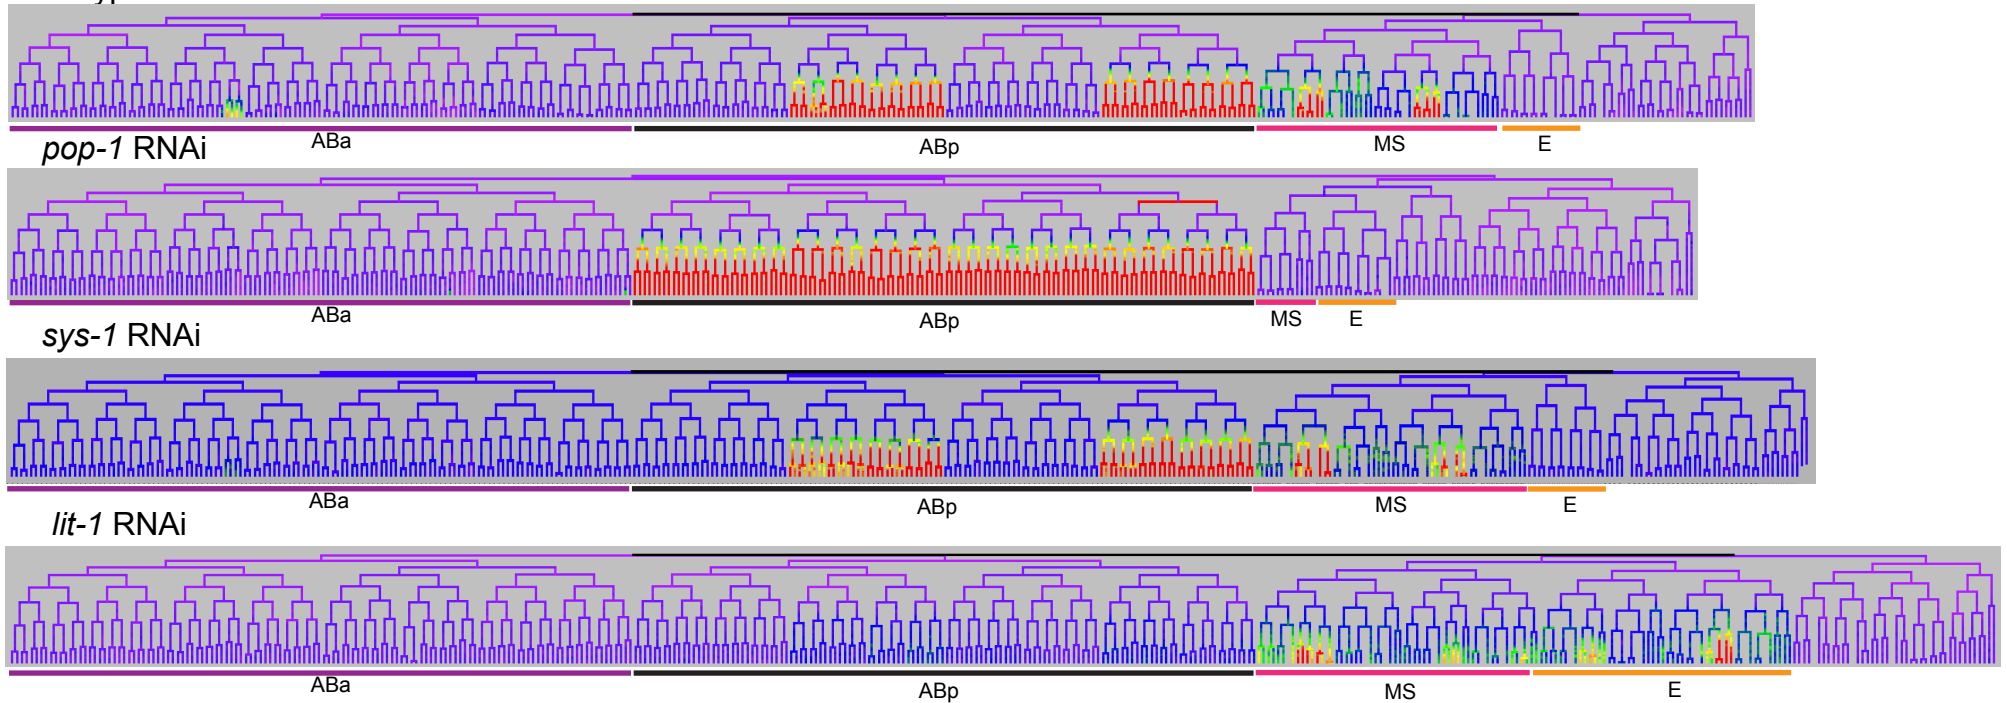 ABa ABp MS E
pop-1 RNAi
ABa ABp MS E
sys-1 RNAi
ABa ABp MS E
lit-1 RNAi
ABa ABp MS E